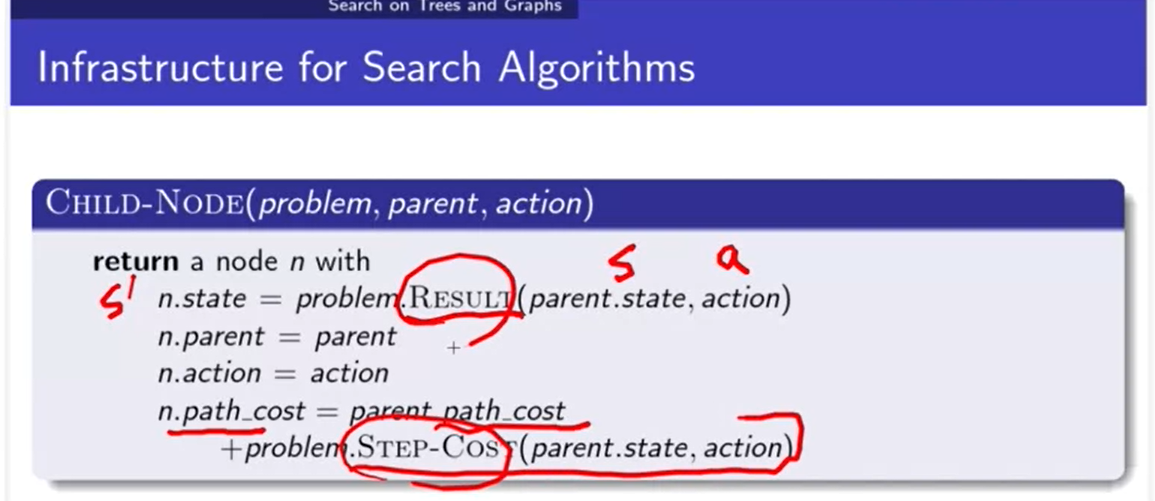 Search on Trees and Graphs
Infrastructure for Search Algorithms
CHILD-NODE(problem, parent, action)
return a node n with
s a
s' n.state = problem.RESULT(parent.state, action)
n.parent = parent
n.action = action
n.path_cost = parent.path_cost
+problem.STEP-COST(parent.state, action)